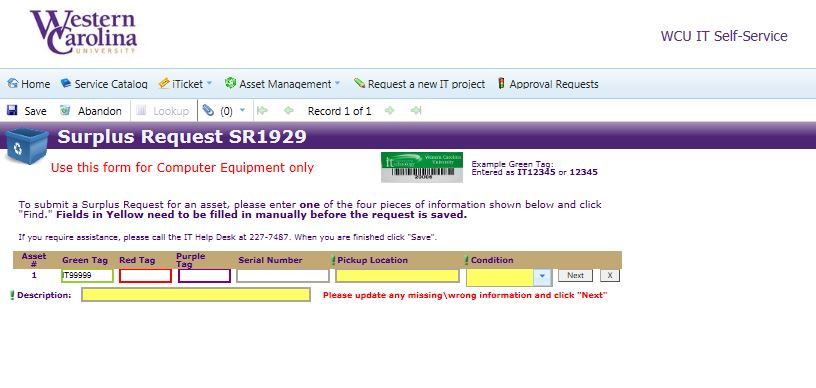 Western
Carolina
UNIVERSITY
WCU IT Self-Service
Home Service Catalog iTicket Asset Management Request a new IT project Approval Requests
Save Abandon Lookup (0) Record 1 of 1
Surplus Request SR1929
Use this form for Computer Equipment only
Western Carolina
University
20006
Example Green Tag:
Entered as IT12345 or 12345
To submit a Surplus Request for an asset, please enter one of the four pieces of information shown below and click
"Find." Fields in Yellow need to be filled in manually before the request is saved.
If you require assistance, please call the IT Help Desk at 227-7487. When you are finished click "Save".
Asset # Green Tag Red Tag Purple Tag Serial Number Pickup Location Condition
1 IT99999 Next X
Description: Please update any missing\wrong information and click "Next"